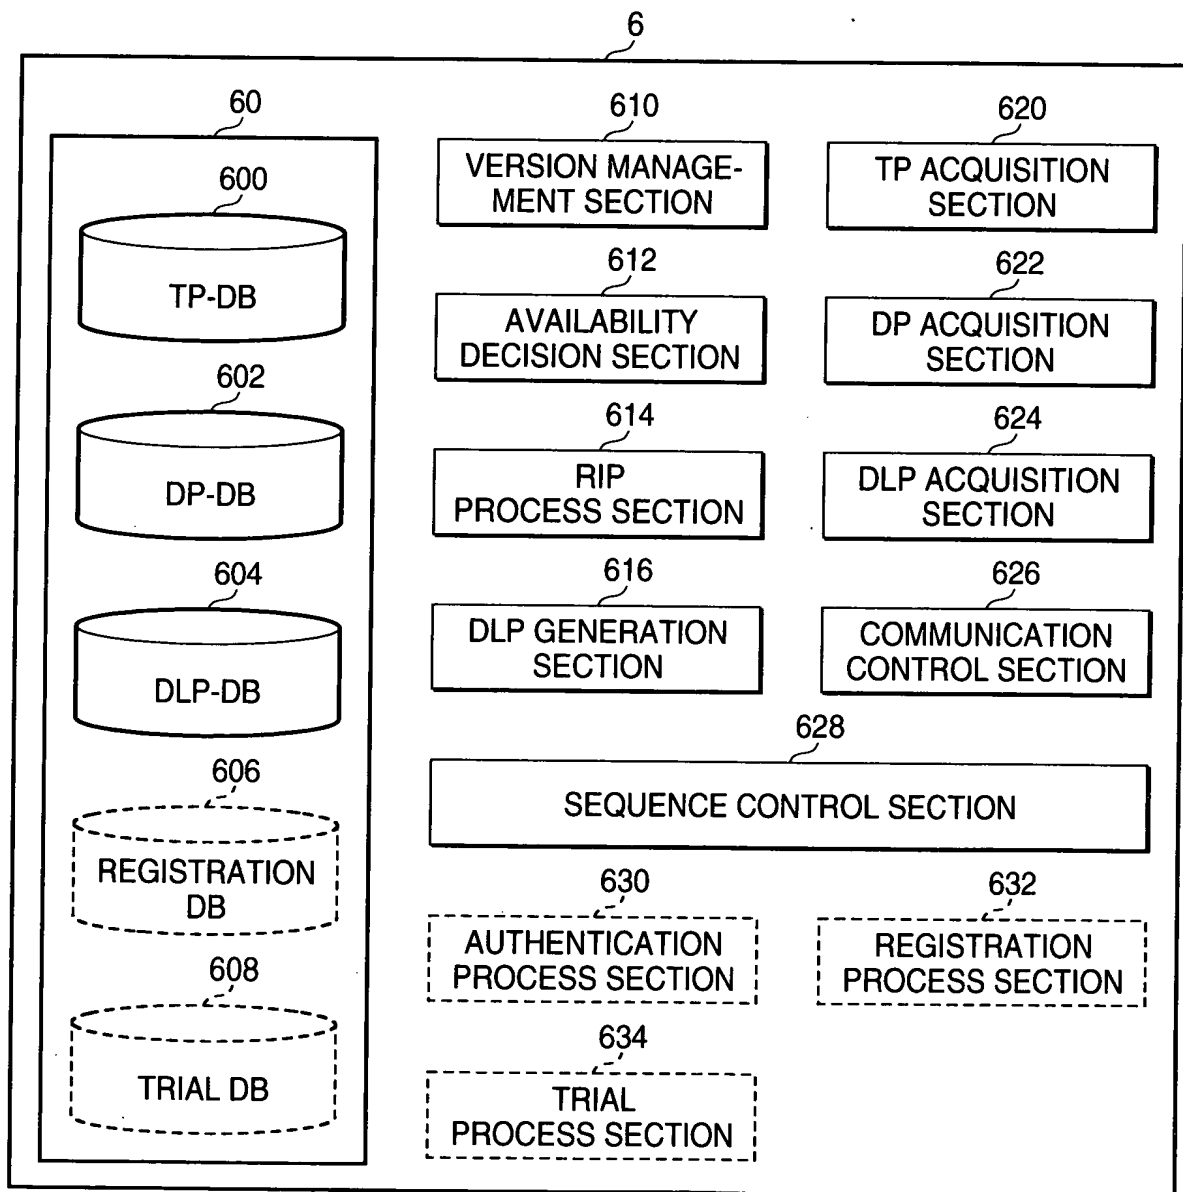 6
60
600
TP-DB
602
DP-DB
604
DLP-DB
606
REGISTRATION
DB
608
TRIAL DB
610
VERSION MANAGE-
MENT SECTION
612
AVAILABILITY
DECISION SECTION
614
RIP
PROCESS SECTION
616
DLP GENERATION
SECTION
620
TP ACQUISITION
SECTION
622
DP ACQUISITION
SECTION
624
DLP ACQUISITION
SECTION
626
COMMUNICATION
CONTROL SECTION
628
SEQUENCE CONTROL SECTION
630
AUTHENTICATION
PROCESS SECTION
632
REGISTRATION
PROCESS SECTION
634
TRIAL
PROCESS SECTION